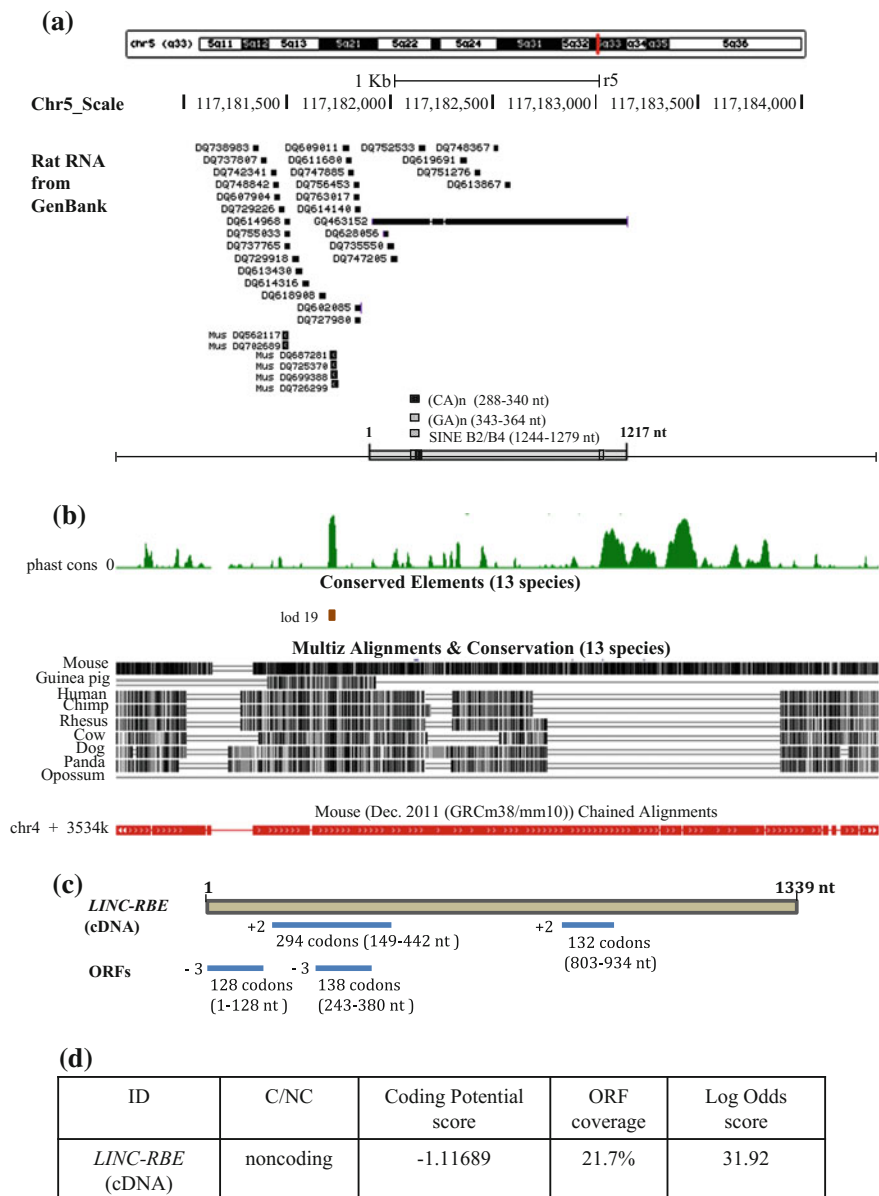 (a)
chr5 (q33) 5q11 5q12 5q13 5q21 5q22 5q24 5q31 5q32 5q33 q34 q35 5q36
1 Kb r5
Chr5_Scale 117,181,500 117,182,000 117,182,500 117,183,000 117,183,500 117,184,000
Rat RNA
from
GenBank
DQ738983 DQ609011 DQ752533 DQ748367
DQ737807 DQ611680 DQ619691
DQ742341 DQ747885 DQ751276
DQ748842 DQ756453 DQ613867
DQ607904 DQ763017
DQ729226 DQ614140
DQ614968 GQ463152
DQ755033 DQ628056
DQ737765 DQ735550
DQ729918 DQ747205
DQ613430
DQ614316
DQ618908
DQ602085
DQ727980
Mus DQ562117
Mus DQ702689
Mus DQ687281
Mus DQ725370
Mus DQ699388
Mus DQ726299
(CA)n (288-340 nt)
(GA)n (343-364 nt)
SINE B2/B4 (1244-1279 nt)
1 1217 nt
(b)
phast cons 0
Conserved Elements (13 species)
lod 19
Multiz Alignments & Conservation (13 species)
Mouse
Guinea pig
Human
Chimp
Rhesus
Cow
Dog
Panda
Opossum
Mouse (Dec. 2011 (GRCm38/mm10)) Chained Alignments
chr4 + 3534k
(c)
1 1339 nt
LINC-RBE
(cDNA)
+2 +2
294 codons (149-442 nt )
132 codons
(803-934 nt)
ORFs
- 3 - 3
128 codons
(1-128 nt )
138 codons
(243-380 nt)
(d)
ID C/NC Coding Potential score ORF coverage Log Odds score
LINC-RBE (cDNA) noncoding -1.11689 21.7% 31.92